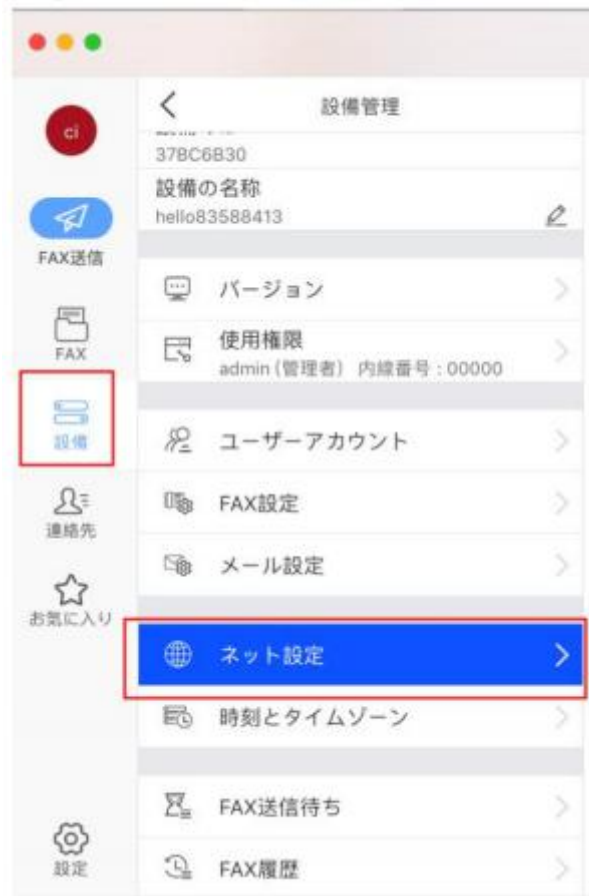 設備管理
ci
37BC6B30
設備の名称
hello83588413
FAX送信
バージョン
FAX
使用権限
admin（管理者） 内線番号：00000
設備
ユーザーアカウント
連絡先
FAX設定
メール設定
お気に入り
ネット設定
時刻とタイムゾーン
FAX送信待ち
設定
FAX履歴